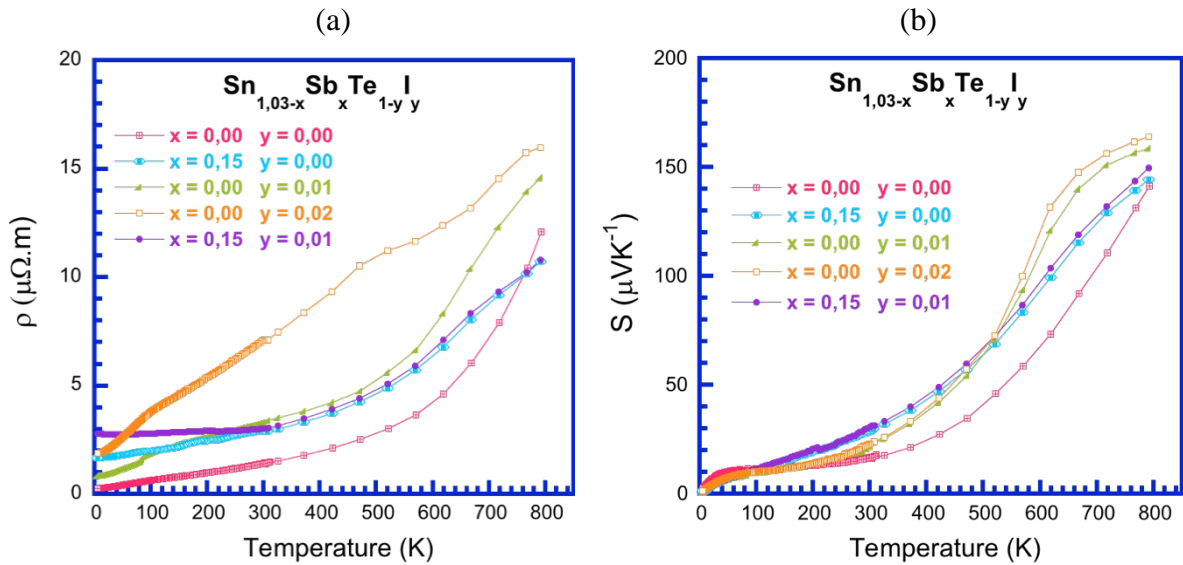 (a)
20
15
10
5
0
ρ (μΩ.m)
Sn1,03-xSbxTe1-yIy
x = 0,00 y = 0,00
x = 0,15 y = 0,00
x = 0,00 y = 0,01
x = 0,00 y = 0,02
x = 0,15 y = 0,01
0 100 200 300 400 500 600 700 800
Temperature (K)
(b)
200
150
100
50
0
S (μVK-1)
Sn1,03-xSbxTe1-yIy
x = 0,00 y = 0,00
x = 0,15 y = 0,00
x = 0,00 y = 0,01
x = 0,00 y = 0,02
x = 0,15 y = 0,01
0 100 200 300 400 500 600 700 800
Temperature (K)